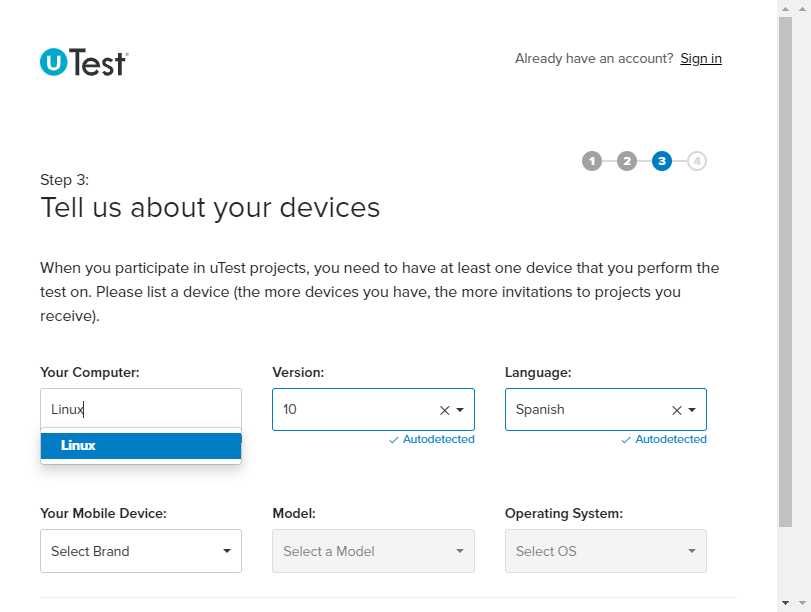 uTest
Already have an account? Sign in
1 2 3 4
Step 3:
Tell us about your devices
When you participate in uTest projects, you need to have at least one device that you perform the
test on. Please list a device (the more devices you have, the more invitations to projects you
receive).
Your Computer: Version: Language:
Linux 10 Spanish
Autodetected Autodetected
Linux
Your Mobile Device: Model: Operating System:
Select Brand Select a Model Select OS